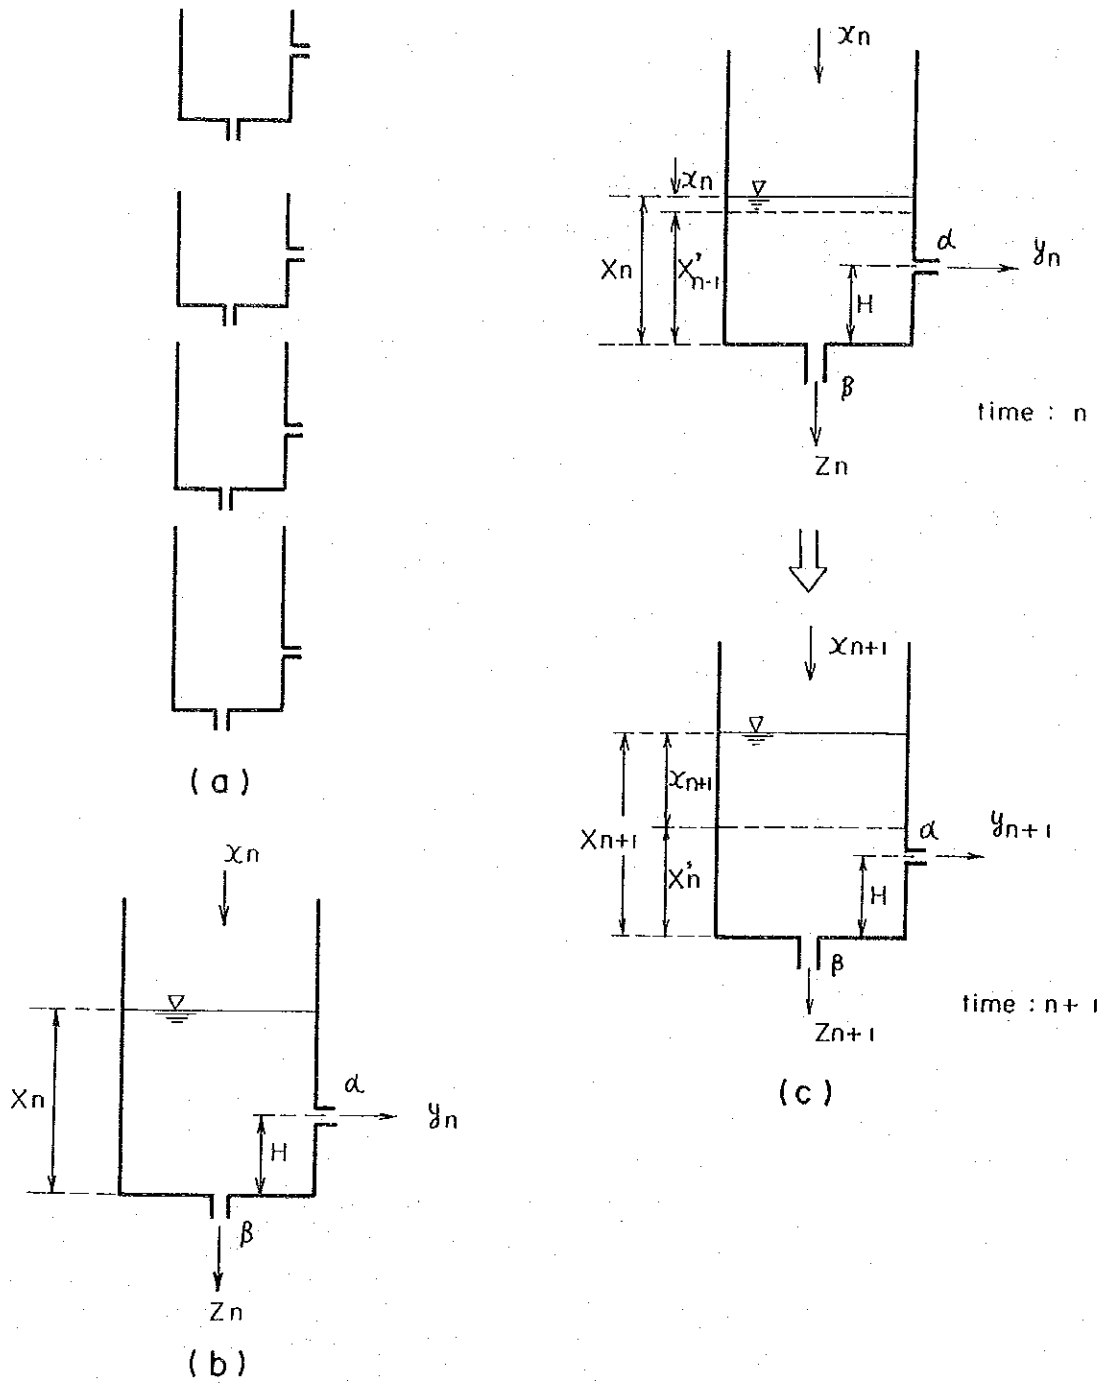 (a)
xn
Xn
H
α
yn
β
Zn
(b)
xn
xn
Xn
X'n-1
H
α
yn
β
Zn
time : n
xn+1
xn+1
Xn+1
X'n
H
α
yn+1
β
Zn+1
time : n+1
(c)